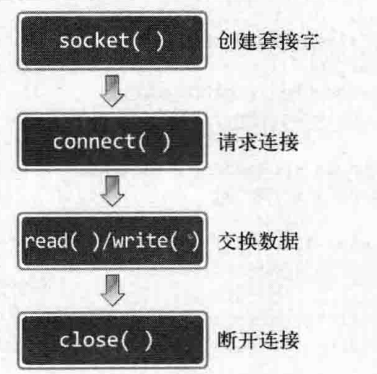 socket( ) 创建套接字
connect( ) 请求连接
read( )/write( ) 交换数据
close( ) 断开连接